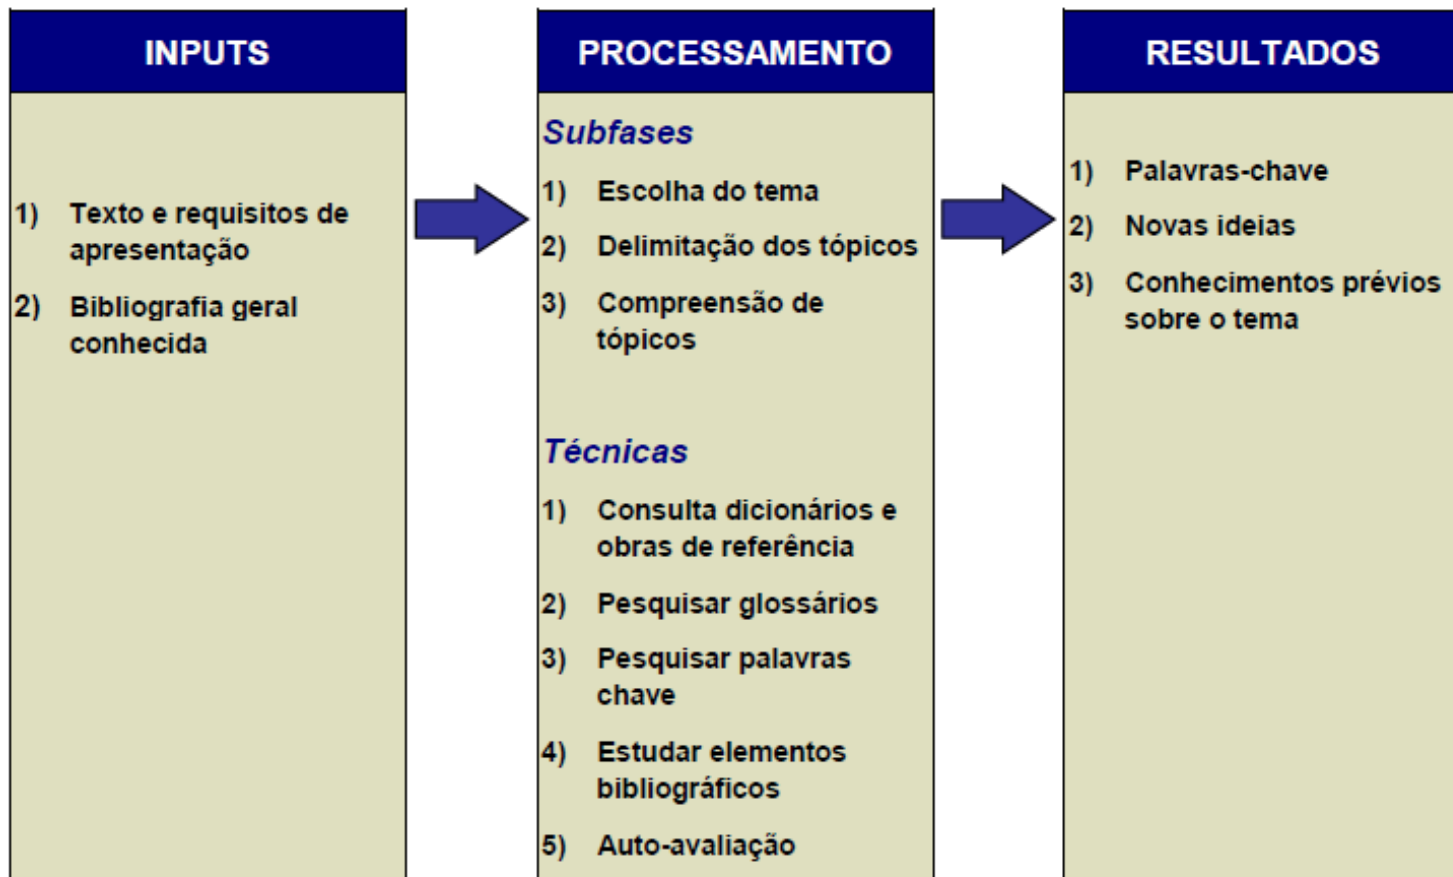 INPUTS
1) Texto e requisitos de
apresentação
2) Bibliografia geral
conhecida
PROCESSAMENTO
Subfases
1) Escolha do tema
2) Delimitação dos tópicos
3) Compreensão de
tópicos
Técnicas
1) Consulta dicionários e
obras de referência
2) Pesquisar glossários
3) Pesquisar palavras
chave
4) Estudar elementos
bibliográficos
5) Auto-avaliação
RESULTADOS
1) Palavras-chave
2) Novas ideias
3) Conhecimentos prévios
sobre o tema